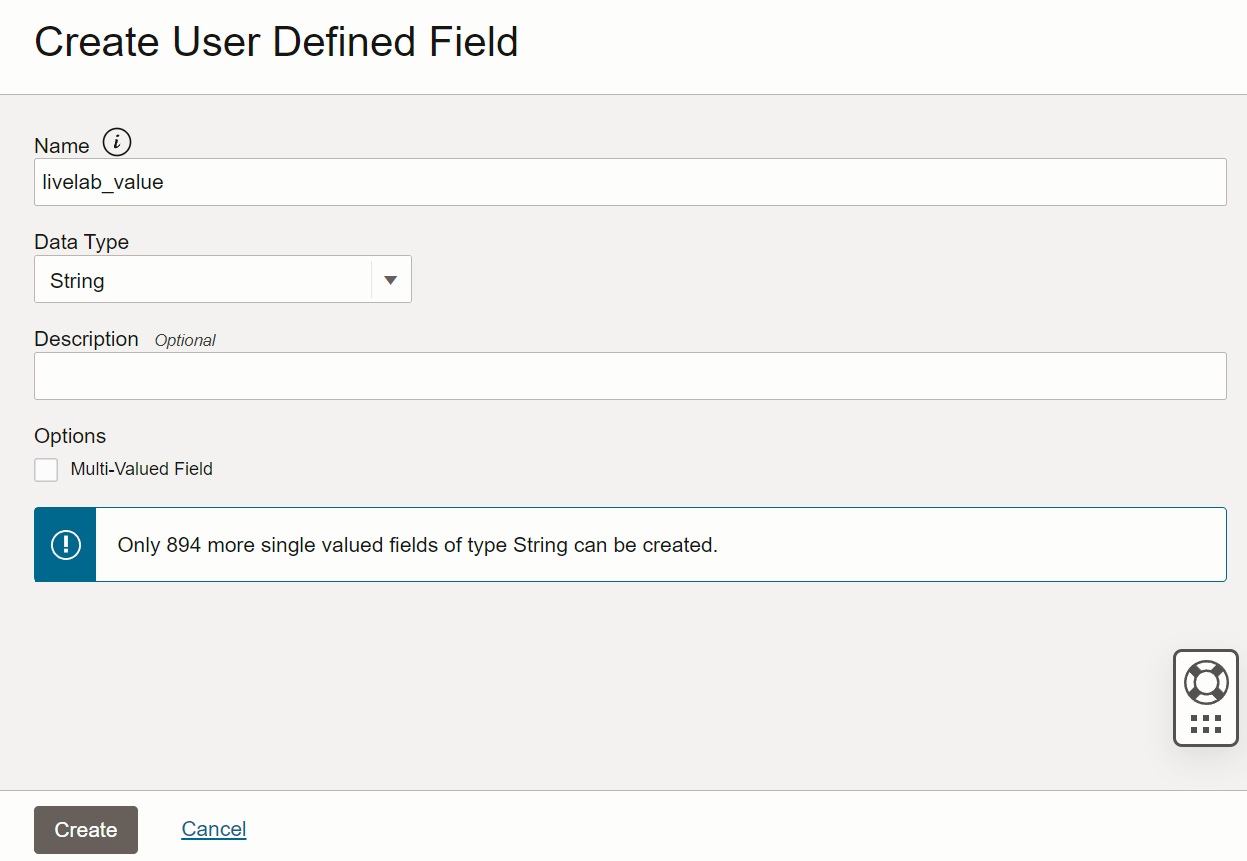 Create User Defined Field
Name
livelab_value
Data Type
String
Description Optional
Options
Multi-Valued Field
Only 894 more single valued fields of type String can be created.
Create Cancel